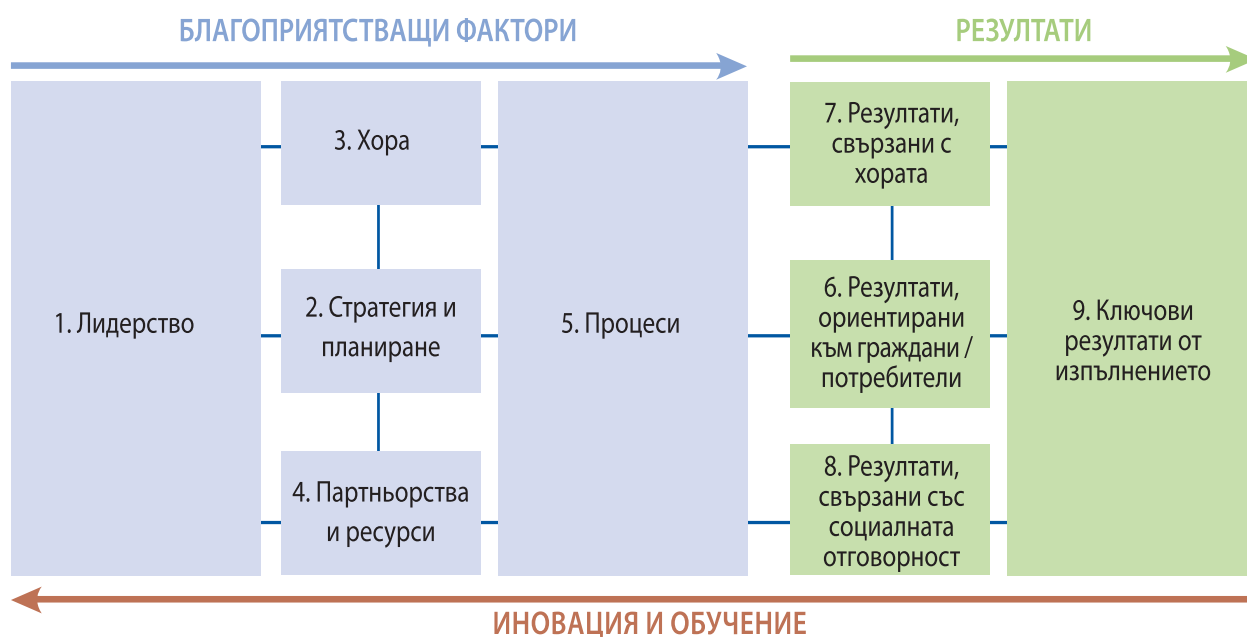 БЛАГОПРИЯТСТВАЩИ ФАКТОРИ
РЕЗУЛТАТИ
1. Лидерство
3. Хора
2. Стратегия и
планиране
4. Партньорства
и ресурси
5. Процеси
7. Резултати,
свързани с
хората
6. Резултати,
ориентирани
към граждани /
потребители
8. Резултати,
свързани със
социалната
отговорност
9. Ключови
резултати от
изпълнението
ИНОВАЦИЯ И ОБУЧЕНИЕ